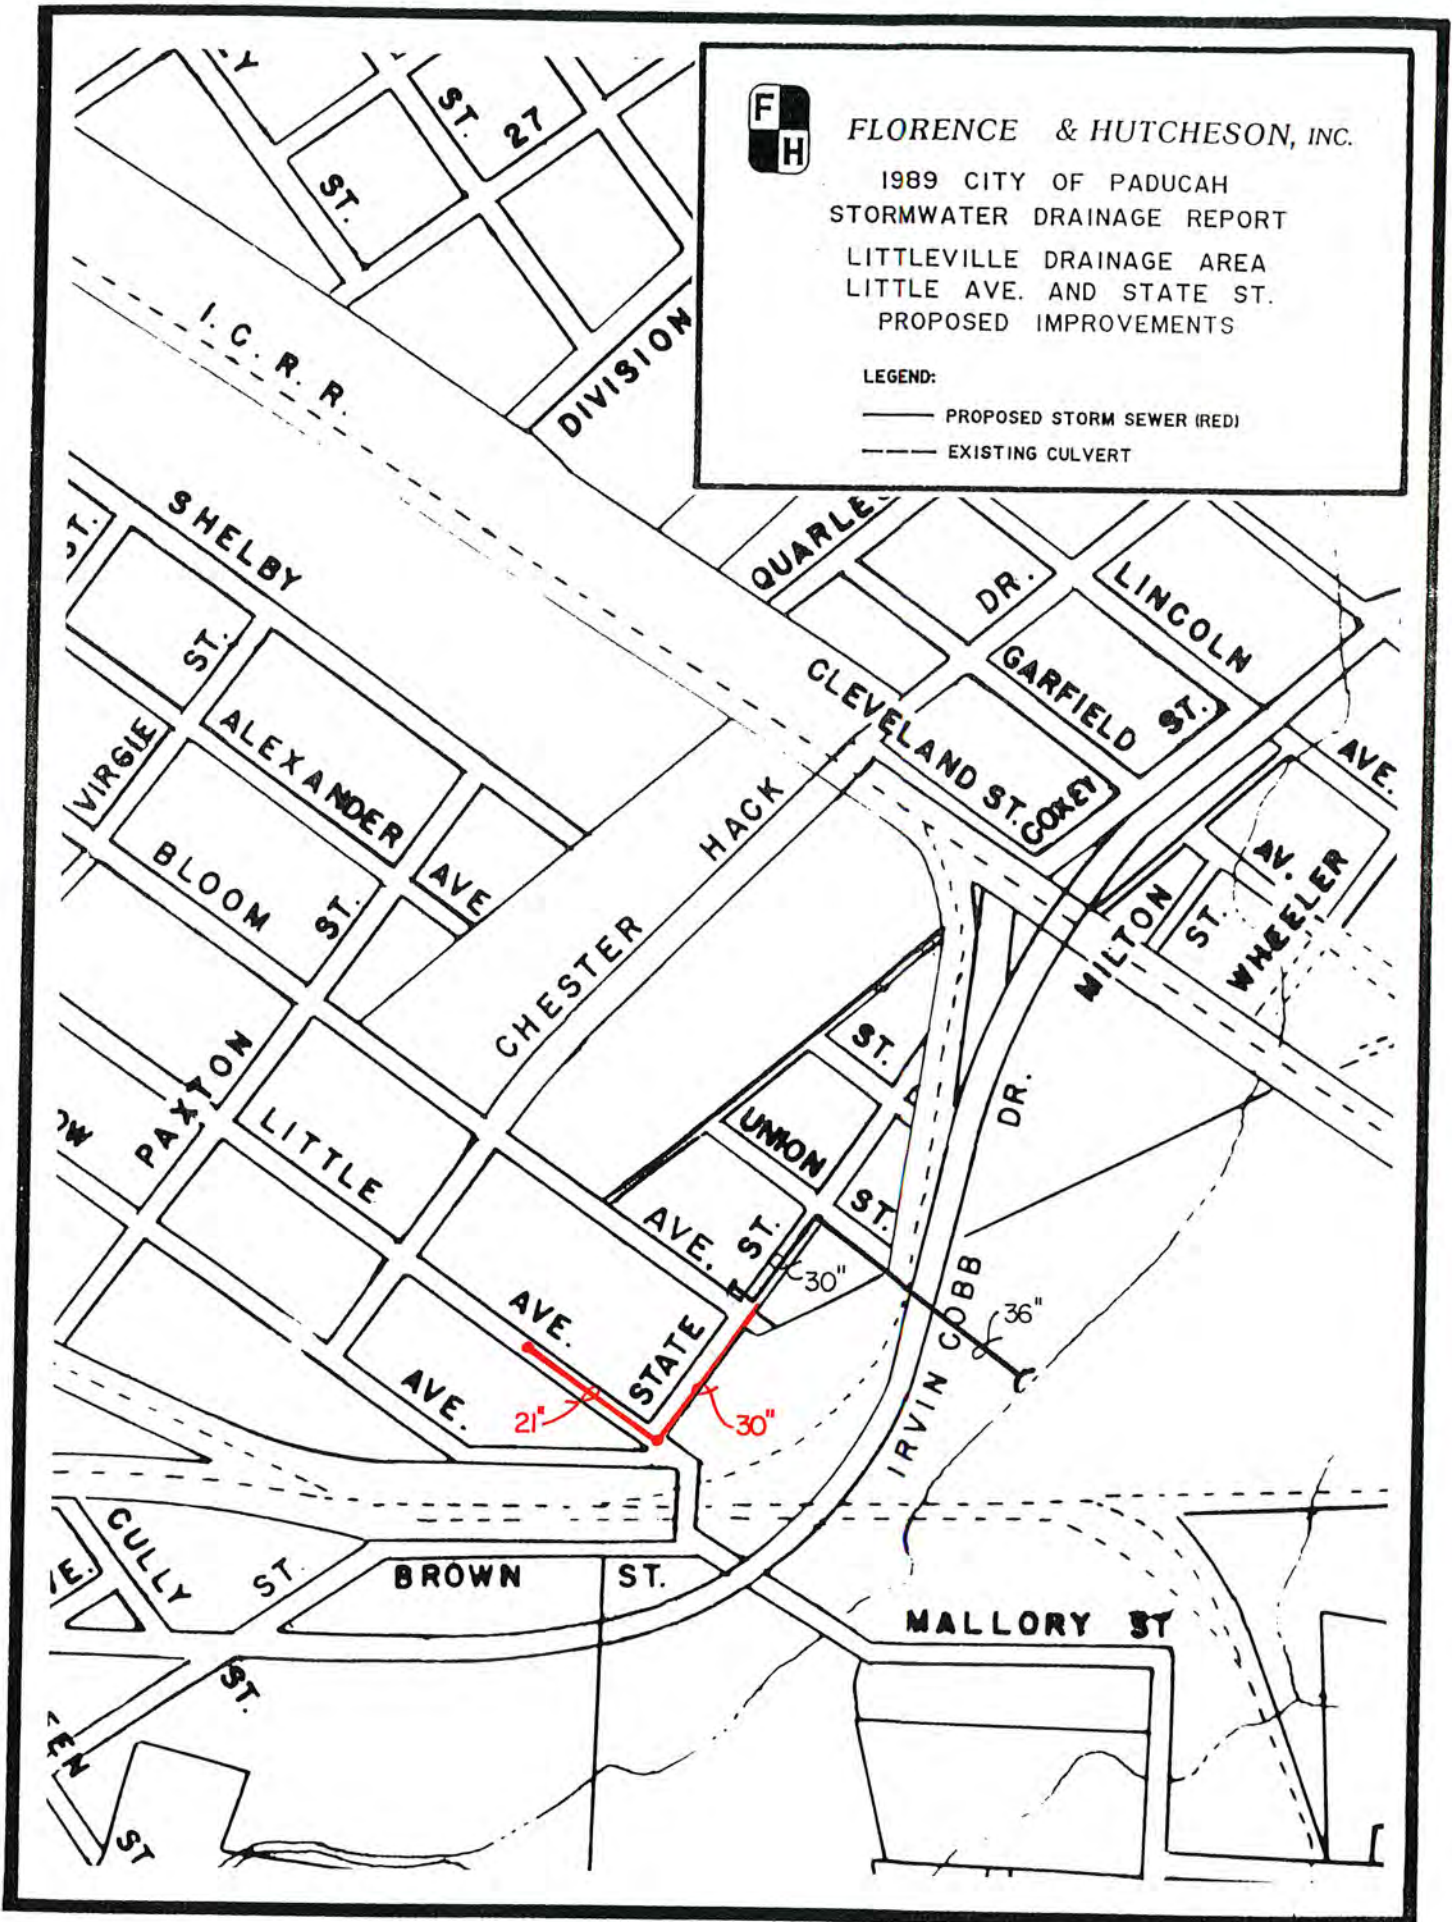 F
H
FLORENCE & HUTCHESON, INC.
1989 CITY OF PADUCAH
STORMWATER DRAINAGE REPORT
LITTLEVILLE DRAINAGE AREA
LITTLE AVE. AND STATE ST.
PROPOSED IMPROVEMENTS
LEGEND:
PROPOSED STORM SEWER (RED)
EXISTING CULVERT
Y
ST. 27
ST.
DIVISION
I. C. R. R.
SHELBY
ST.
ST.
QUARLES
DR.
LINCOLN
GARFIELD ST.
CLEVELAND ST.
COXEY
AVE.
VIRGIE
ALEXANDER
AVE
BLOOM
ST.
CHESTER HACK
MILTON
ST.
AV.
WHEELER
ST.
UNION
ST.
PAXTON
OW
LITTLE
AVE.
AVE.
ST.
STATE
AVE.
30"
36"
21"
30"
IRVIN COBB DR.
CULLY
ST.
BROWN ST.
MALLORY ST
E.
ST.
EN
ST